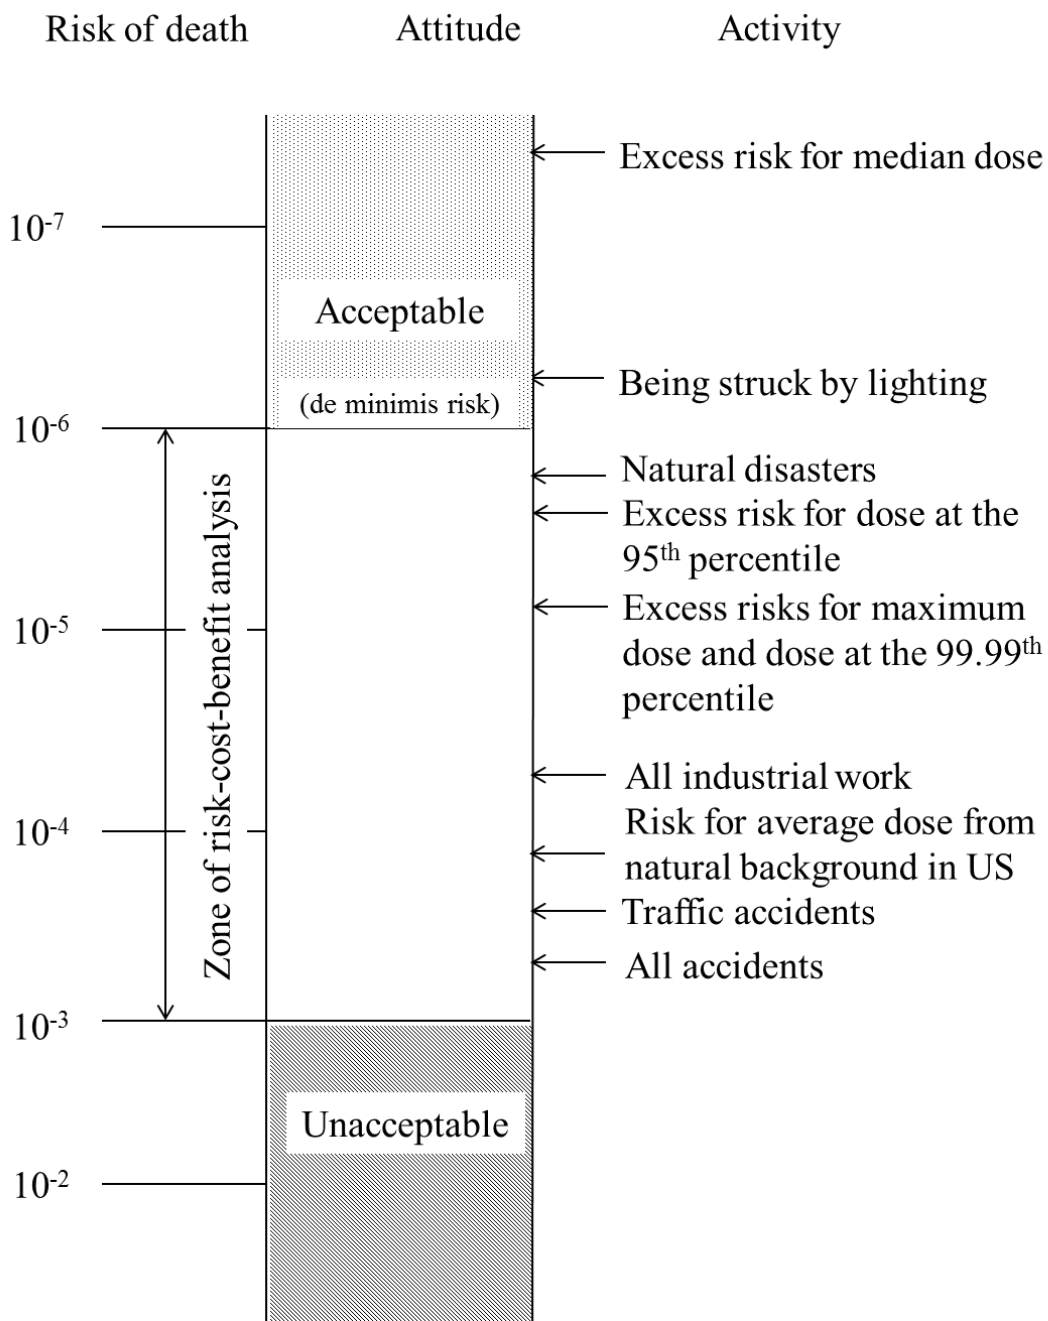 Risk of death Attitude Activity
Excess risk for median dose
10⁻⁷
Acceptable
Being struck by lighting
(de minimis risk)
10⁻⁶
Natural disasters
Excess risk for dose at the
95ᵗʰ percentile
Zone of risk-cost-benefit analysis
10⁻⁵
Excess risks for maximum
dose and dose at the 99.99ᵗʰ
percentile
All industrial work
10⁻⁴
Risk for average dose from
natural background in US
Traffic accidents
All accidents
10⁻³
Unacceptable
10⁻²